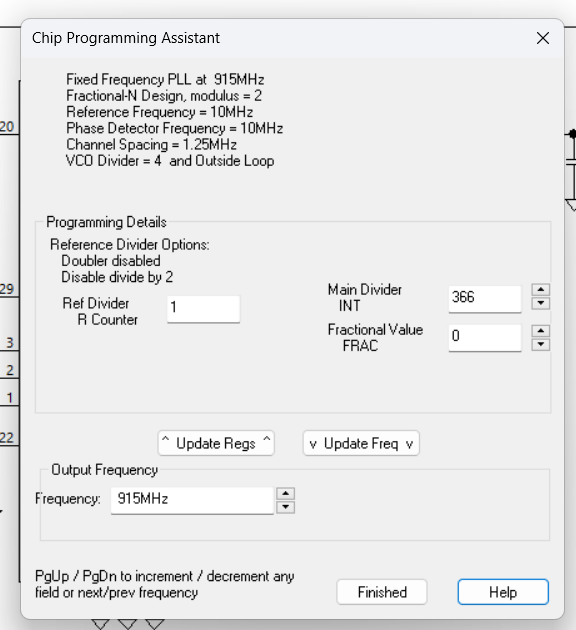 Chip Programming Assistant
Fixed Frequency PLL at 915MHz
Fractional-N Design, modulus = 2
Reference Frequency = 10MHz
Phase Detector Frequency = 10MHz
Channel Spacing = 1.25MHz
VCO Divider = 4 and Outside Loop
20
Programming Details
Reference Divider Options:
Doubler disabled
Disable divide by 2
29
Ref Divider
R Counter
1
Main Divider
INT
366
Fractional Value
FRAC
0
3
2
1
22
^ Update Regs ^
v Update Freq v
Output Frequency
Frequency:
915MHz
PgUp / PgDn to increment / decrement any
field or next/prev frequency
Finished
Help